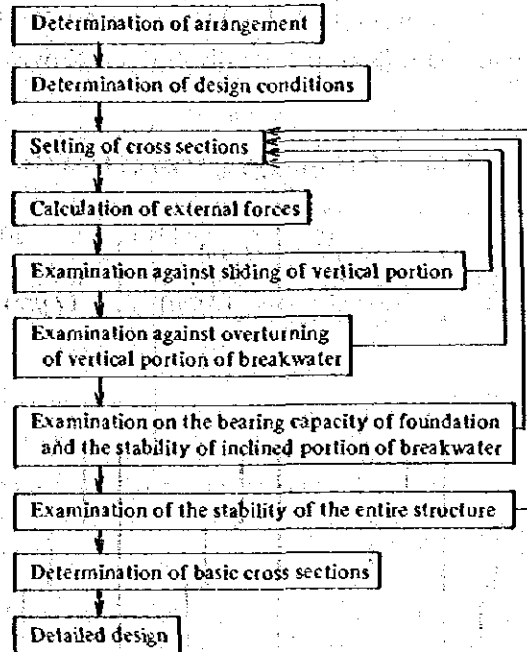 Determination of arrangement
Determination of design conditions
Setting of cross sections
Calculation of external forces
Examination against sliding of vertical portion
Examination against overturning
of vertical portion of breakwater
Examination on the bearing capacity of foundation
and the stability of inclined portion of breakwater
Examination of the stability of the entire structure
Determination of basic cross sections
Detailed design